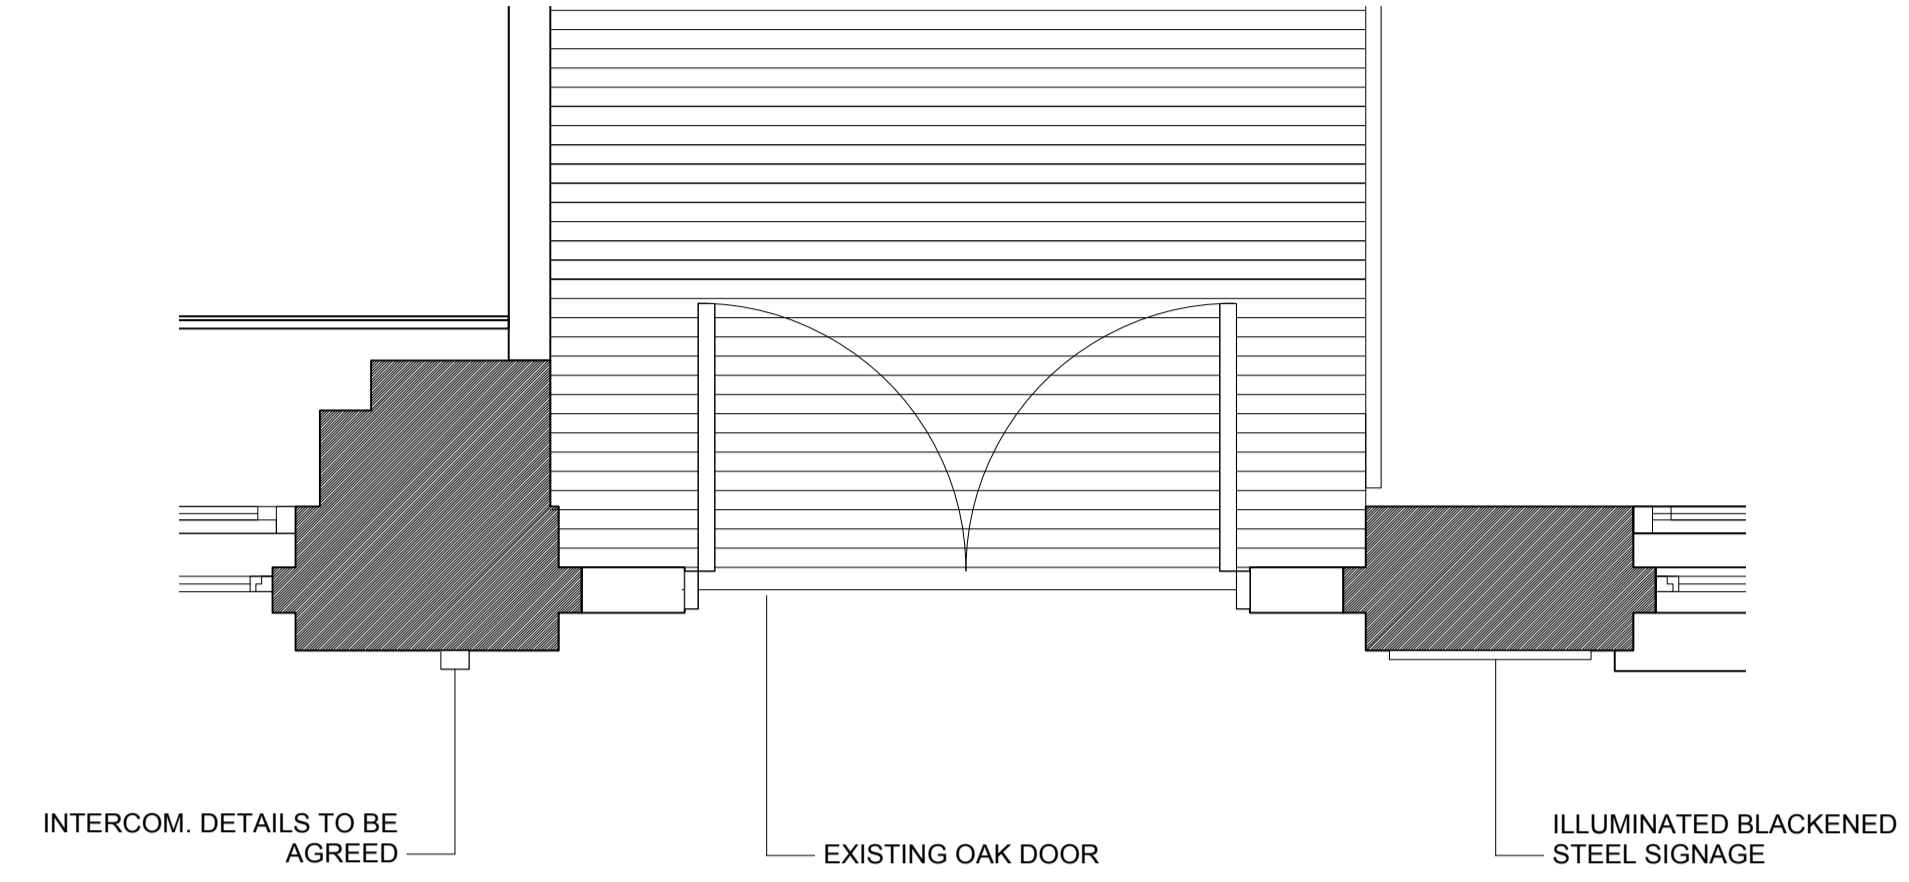 INTERCOM. DETAILS TO BE
AGREED
EXISTING OAK DOOR
ILLUMINATED BLACKENED
STEEL SIGNAGE